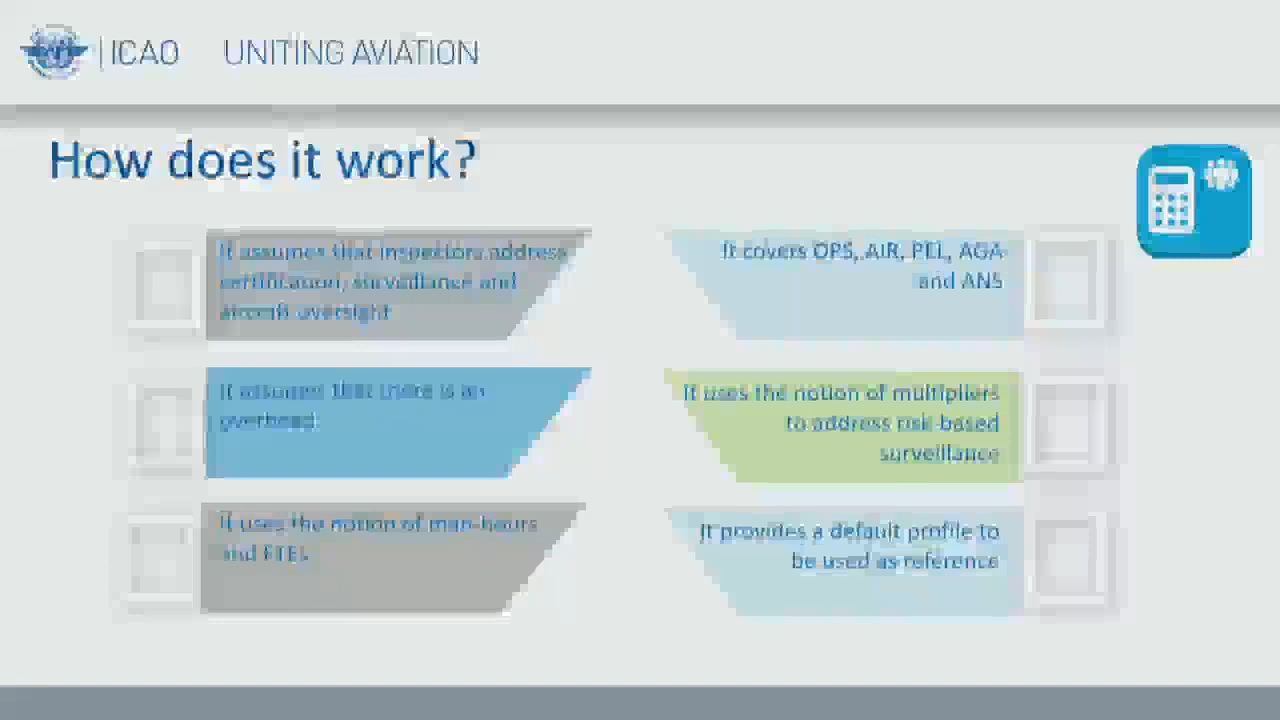 ICAO UNITING AVIATION
How does it work?
It assumes that inspectors address
certification, surveillance and
aircraft oversight
It assumes that there is an
overhead
It uses the notion of man-hours
and FTEs
It covers OPS, AIR, PEL, AGA
and ANS
It uses the notion of multipliers
to address risk-based
surveillance
It provides a default profile to
be used as reference